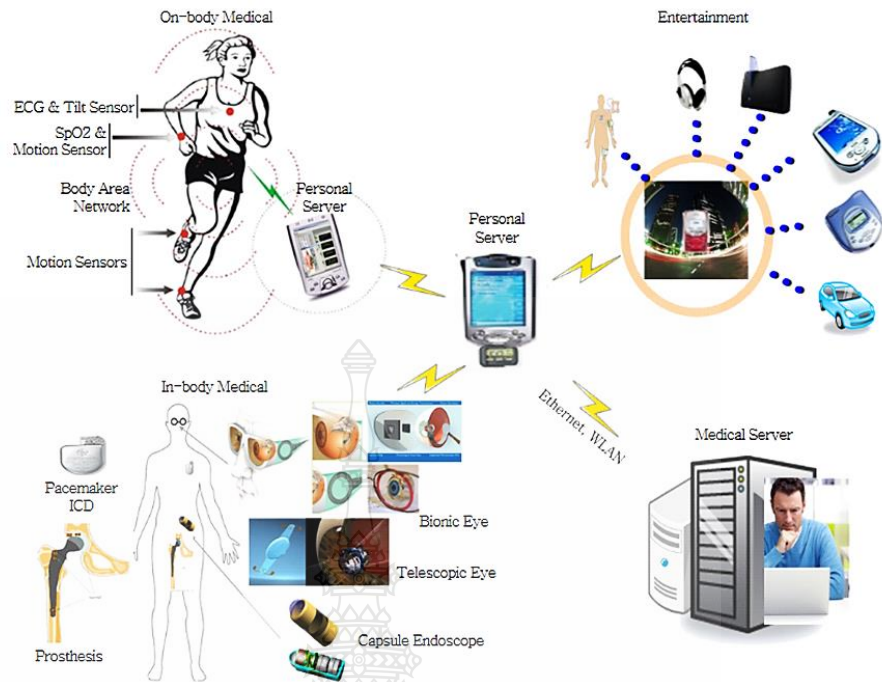 On-body Medical
Entertainment
ECG & Tilt Sensor
SpO2 &
Motion Sensor
Body Area
Network
Personal
Server
Motion Sensors
Personal
Server
In-body Medical
Ethernet, WLAN
Medical Server
Pacemaker
ICD
Bionic Eye
Telescopic Eye
Prosthesis
Capsule Endoscope